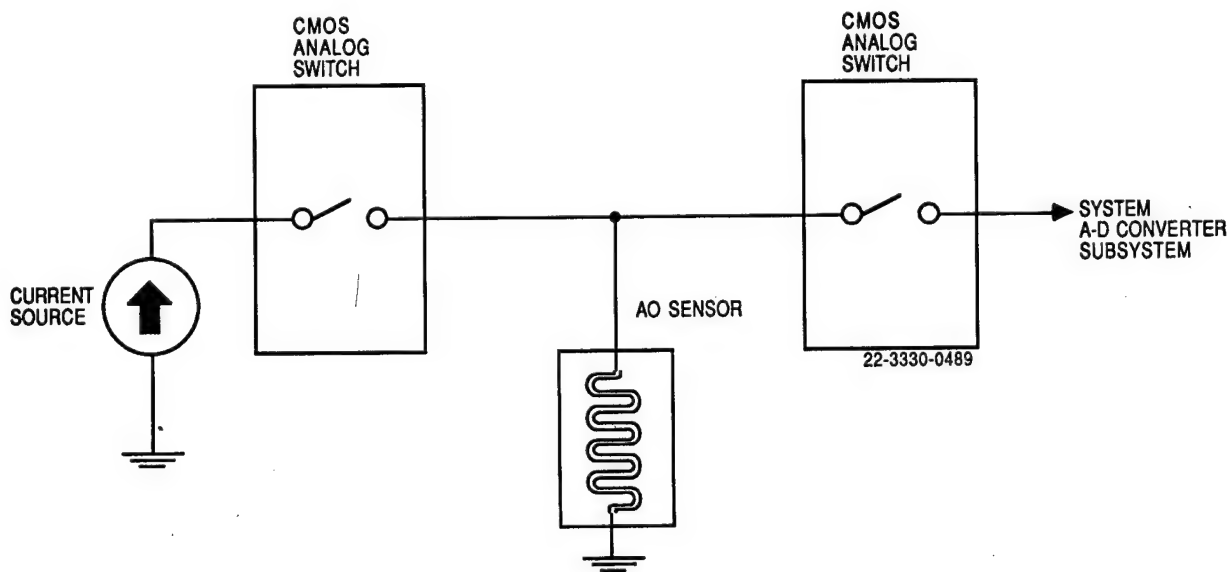 CMOS
ANALOG
SWITCH
CMOS
ANALOG
SWITCH
SYSTEM
A-D CONVERTER
SUBSYSTEM
CURRENT
SOURCE
AO SENSOR
22-3330-0489